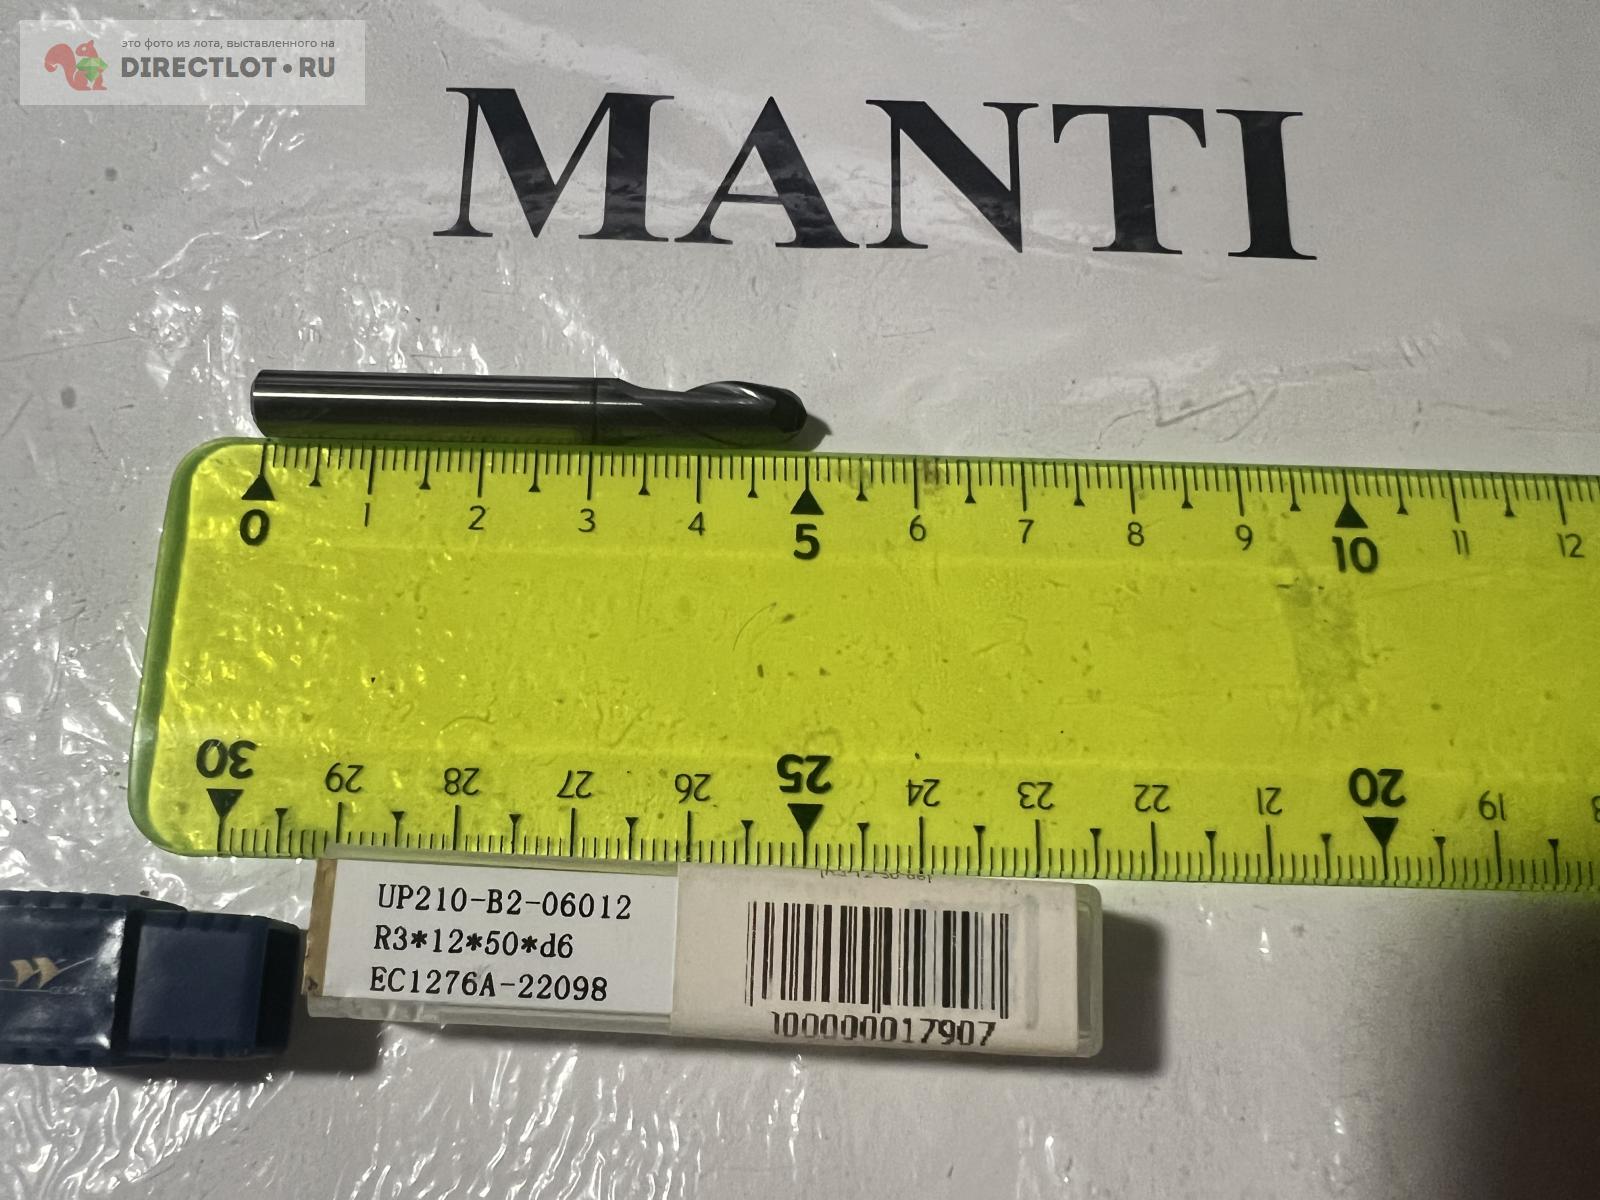 это фото из лота, выставленного на
DIRECTLOT•RU
MANTI
0 1 2 3 4 5 6 7 8 9 10 11 12
30 29 28 27 26 25 24 23 22 21 20 19
UP210-B2-06012
R3*12*50*d6
EC1276A-22098
100000017907